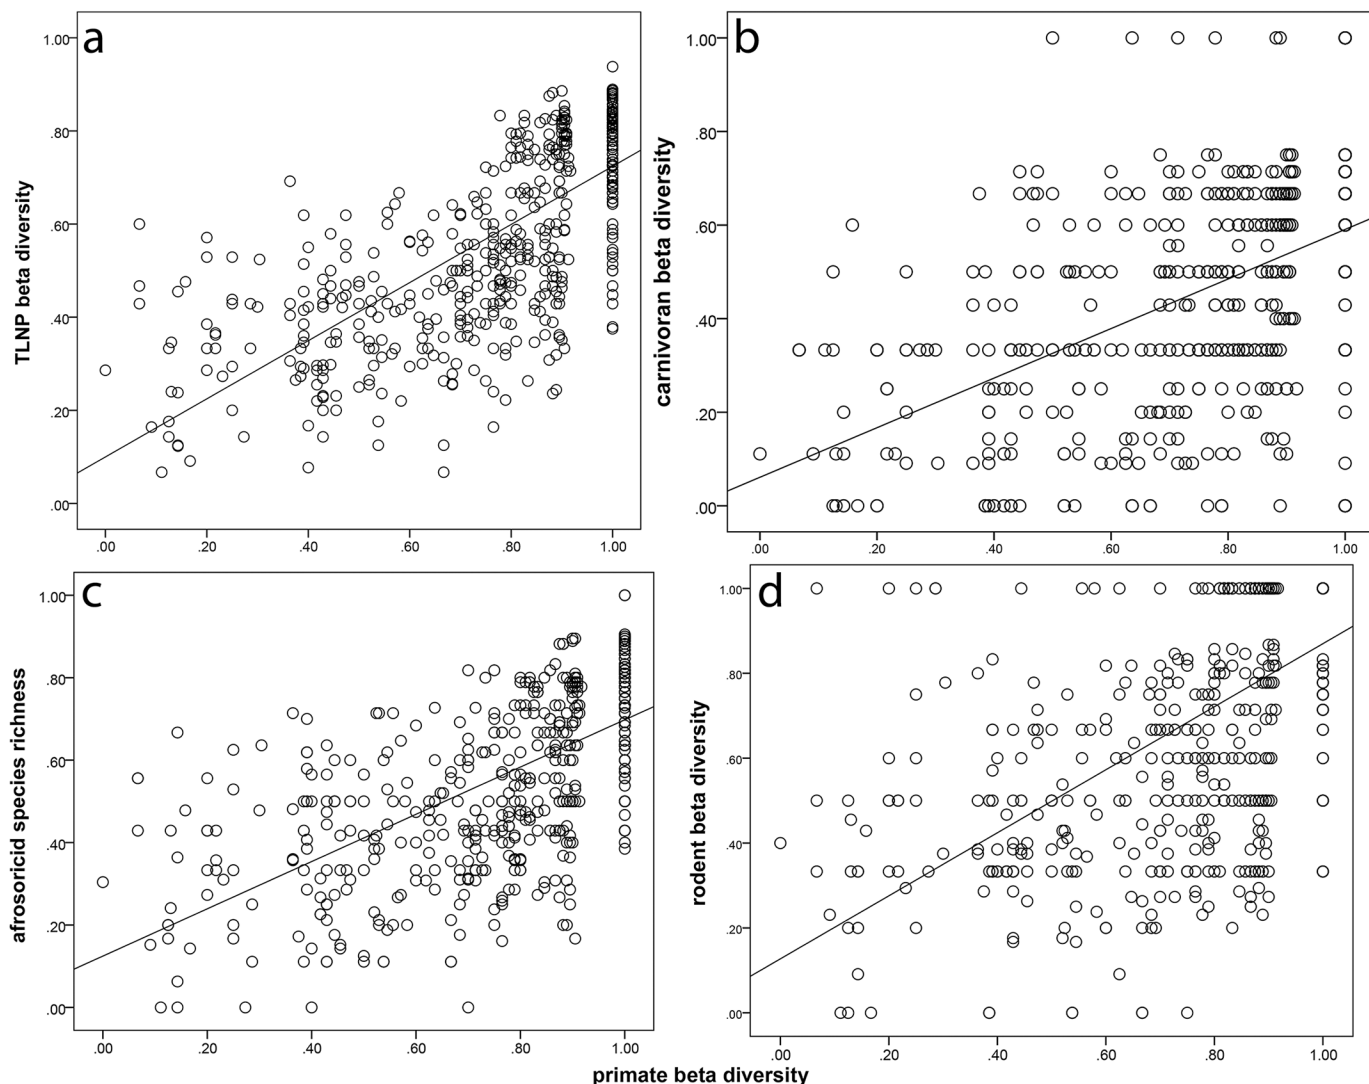 a
1.00
.80
.60
.40
.20
.00
TLNP beta diversity
.00 .20 .40 .60 .80 1.00
b
1.00
.80
.60
.40
.20
.00
carnivoran beta diversity
.00 .20 .40 .60 .80 1.00
c
1.00
.80
.60
.40
.20
.00
afrosoricid species richness
.00 .20 .40 .60 .80 1.00
d
1.00
.80
.60
.40
.20
.00
rodent beta diversity
.00 .20 .40 .60 .80 1.00
primate beta diversity